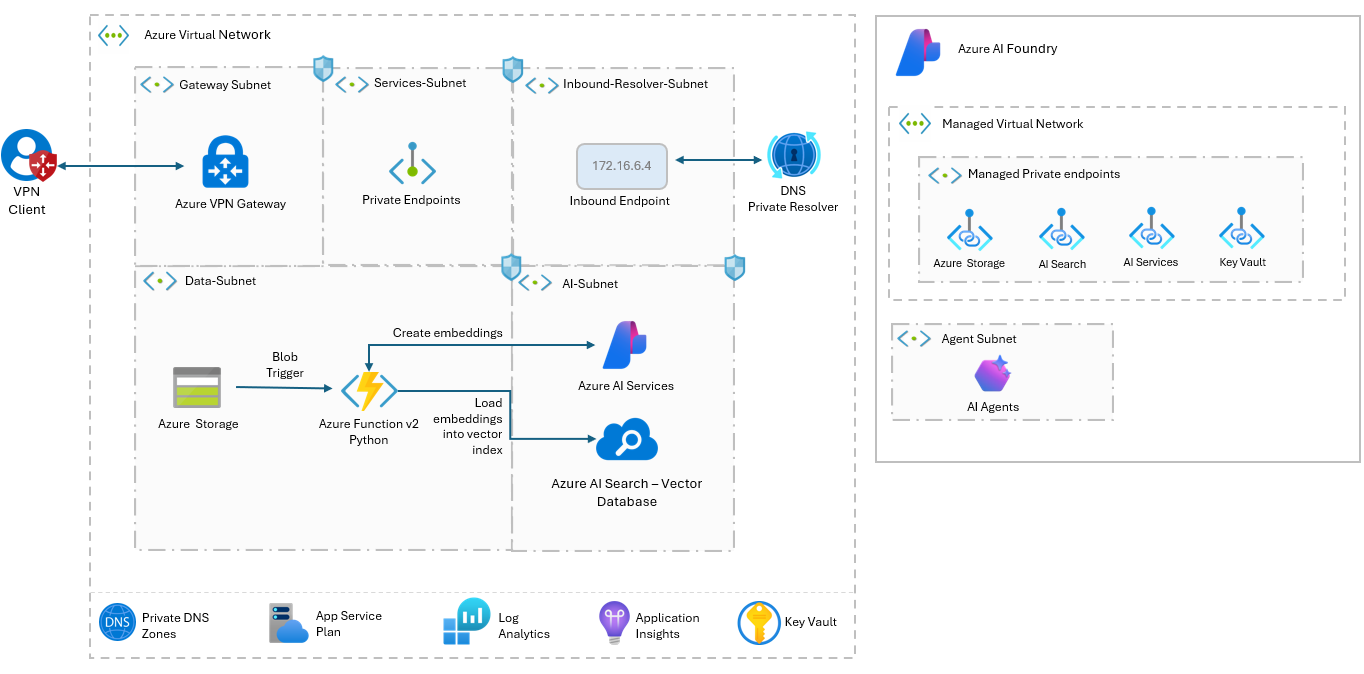 Azure Virtual Network
Gateway Subnet
Services-Subnet
Inbound-Resolver-Subnet
VPN
Client
Azure VPN Gateway
Private Endpoints
172.16.6.4
Inbound Endpoint
DNS
Private Resolver
Data-Subnet
AI-Subnet
Blob
Trigger
Create embeddings
Azure Storage
Azure Function v2
Python
Load
embeddings
into vector
index
Azure AI Services
Azure AI Search – Vector
Database
DNS
Private DNS
Zones
App Service
Plan
Log
Analytics
Application
Insights
Key Vault
Azure AI Foundry
Managed Virtual Network
Managed Private endpoints
Azure Storage
AI Search
AI Services
Key Vault
Agent Subnet
AI Agents